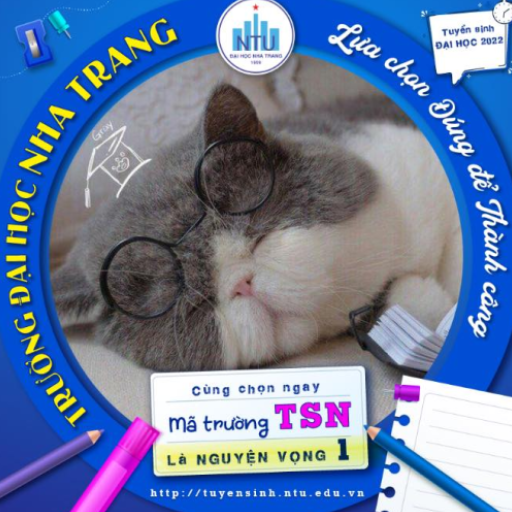 NTU
ĐẠI HỌC NHA TRANG
1959
Tuyển sinh
ĐẠI HỌC 2022
TRƯỜNG ĐẠI HỌC NHA TRANG
Lựa chọn Đúng để Thành công
Gray
Cùng chọn ngay
Mã trường TSN
Là NGUYỆN VỌNG 1
http://tuyensinh.ntu.edu.vn